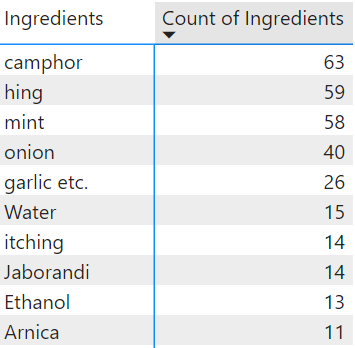 Ingredients Count of Ingredients
camphor 63
hing 59
mint 58
onion 40
garlic etc. 26
Water 15
itching 14
Jaborandi 14
Ethanol 13
Arnica 11